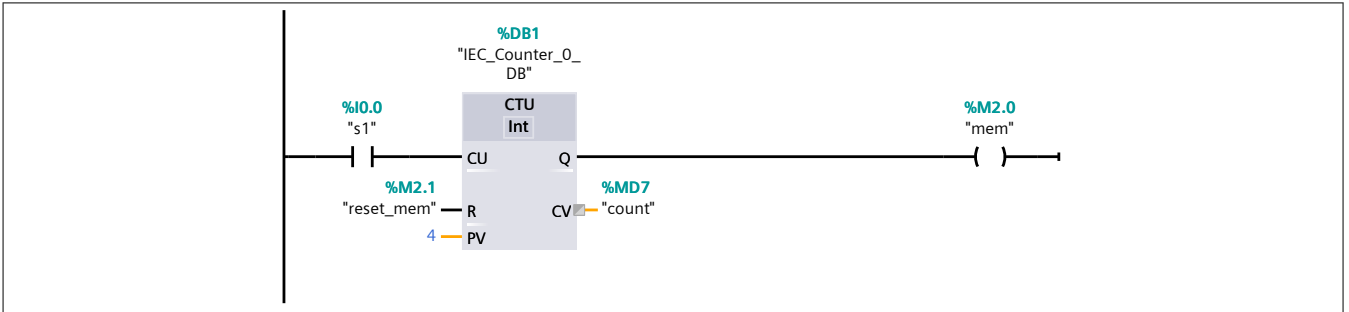 %DB1
"IEC_Counter_0_
DB"
CTU
Int
%I0.0
"s1"
%M2.0
"mem"
CU
Q
%M2.1
"reset_mem"
R
%MD7
CV
"count"
4
PV